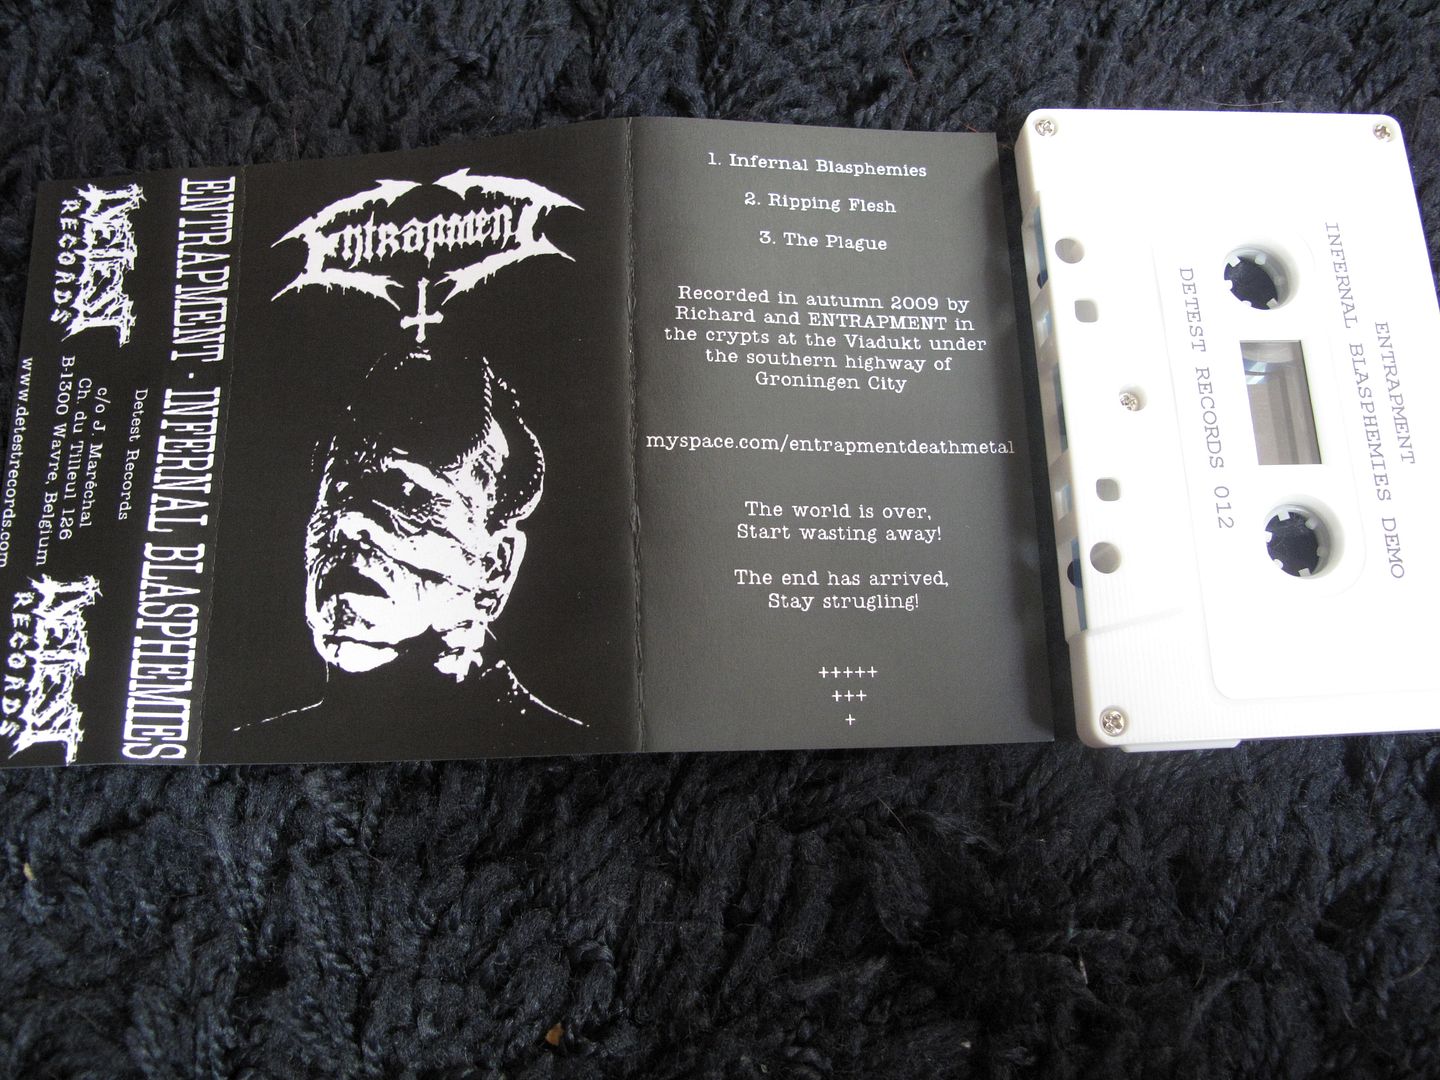 DETEST
RECORDS
Detest Records
c/o J. Maréchal
Ch. du Tilleul 126
B-1300 Wavre, Belgium
www.detestrecords.com
DETEST
RECORDS
ENTRAPMENT · INFERNAL BLASPHEMIES
Entrapment
1. Infernal Blasphemies
2. Ripping Flesh
3. The Plague
Recorded in autumn 2009 by
Richard and ENTRAPMENT in
the crypts at the Viadukt under
the southern highway of
Groningen City
myspace.com/entrapmentdeathmetal
The world is over,
Start wasting away!
The end has arrived,
Stay strugling!
+++++
+++
+
ENTRAPMENT
INFERNAL BLASPHEMIES DEMO
DETEST RECORDS 012